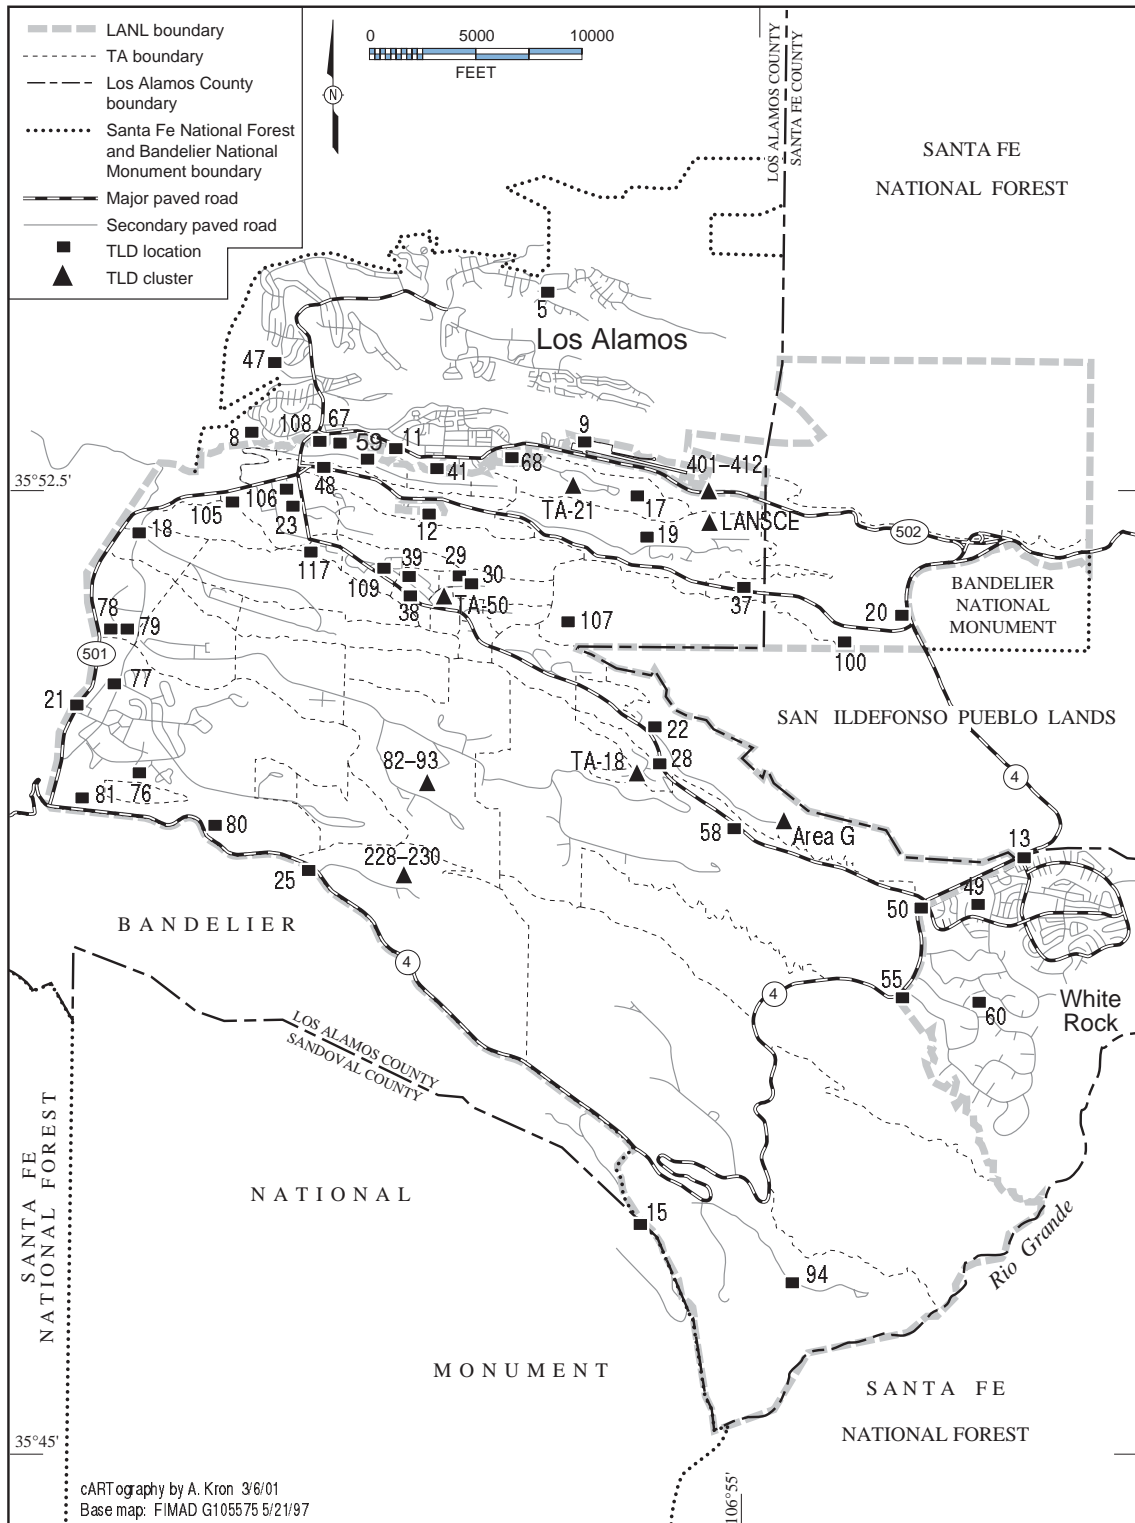 LANL boundary
TA boundary
Los Alamos County
boundary
Santa Fe National Forest
and Bandelier National
Monument boundary
Major paved road
Secondary paved road
TLD location
TLD cluster
0 5000 10000
FEET
N
LOS ALAMOS COUNTY
SANTA FE COUNTY
SANTA FE
NATIONAL FOREST
5
Los Alamos
47
8
108
67
59
11
41
68
9
401–412
35°52.5'
48
106
105
23
12
TA-21
17
LANSCE
19
502
18
117
109
39
38
29
30
TA-50
107
37
20
100
BANDELIER
NATIONAL
MONUMENT
78
79
501
77
21
SAN ILDEFONSO PUEBLO LANDS
22
28
TA-18
82–93
4
81
76
80
58
Area G
13
25
228–230
49
50
BANDELIER
4
4
55
60
White
Rock
LOS ALAMOS COUNTY
SANDOVAL COUNTY
SANTA FE
NATIONAL FOREST
NATIONAL
15
94
Rio Grande
MONUMENT
SANTA FE
NATIONAL FOREST
35°45'
106°55'
cARTography by A. Kron 3/6/01
Base map: FIMAD G105575 5/21/97